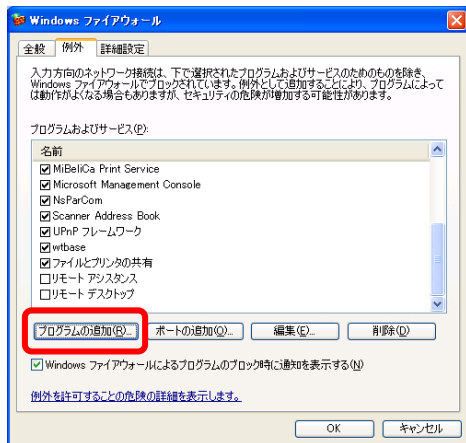 Windows ファイアウォール
全般 例外 詳細設定
入力方向のネットワーク接続は、下で選択されたプログラムおよびサービスのためのものを除き、
Windows ファイアウォールでブロックされています。例外として追加することにより、プログラムによって
は動作がよくなる場合もありますが、セキュリティの危険が増加する可能性があります。
プログラムおよびサービス(P):
名前
MiBeliCa Print Service
Microsoft Management Console
NsParCom
Scanner Address Book
UPnP フレームワーク
wtbase
ファイルとプリンタの共有
リモート アシスタンス
リモート デスクトップ
プログラムの追加(R)... ポートの追加(O)... 編集(E)... 削除(D)
Windows ファイアウォールによるプログラムのブロック時に通知を表示する(N)
例外を許可することの危険の詳細を表示します。
OK キャンセル